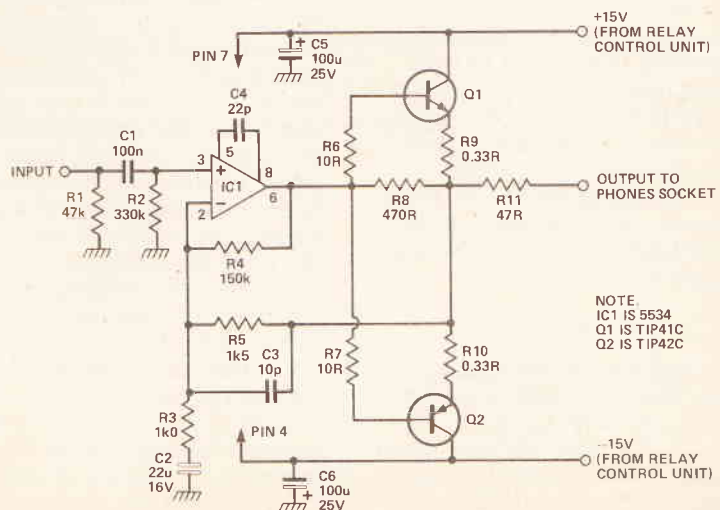 +15V
(FROM RELAY
CONTROL UNIT)
PIN 7
+
C5
100u
25V
C4
22p
Q1
C1
100n
R6
10R
R9
0.33R
INPUT
3
+
5
IC1
8
6
2
−
R8
470R
R11
47R
OUTPUT TO
PHONES SOCKET
R1
47k
R2
330k
R4
150k
NOTE.
IC1 IS 5534
Q1 IS TIP41C
Q2 IS TIP42C
R5
1k5
C3
10p
R7
10R
R10
0.33R
Q2
R3
1k0
PIN 4
C2
22u
16V
C6
100u
25V
+
−15V
(FROM RELAY
CONTROL UNIT)